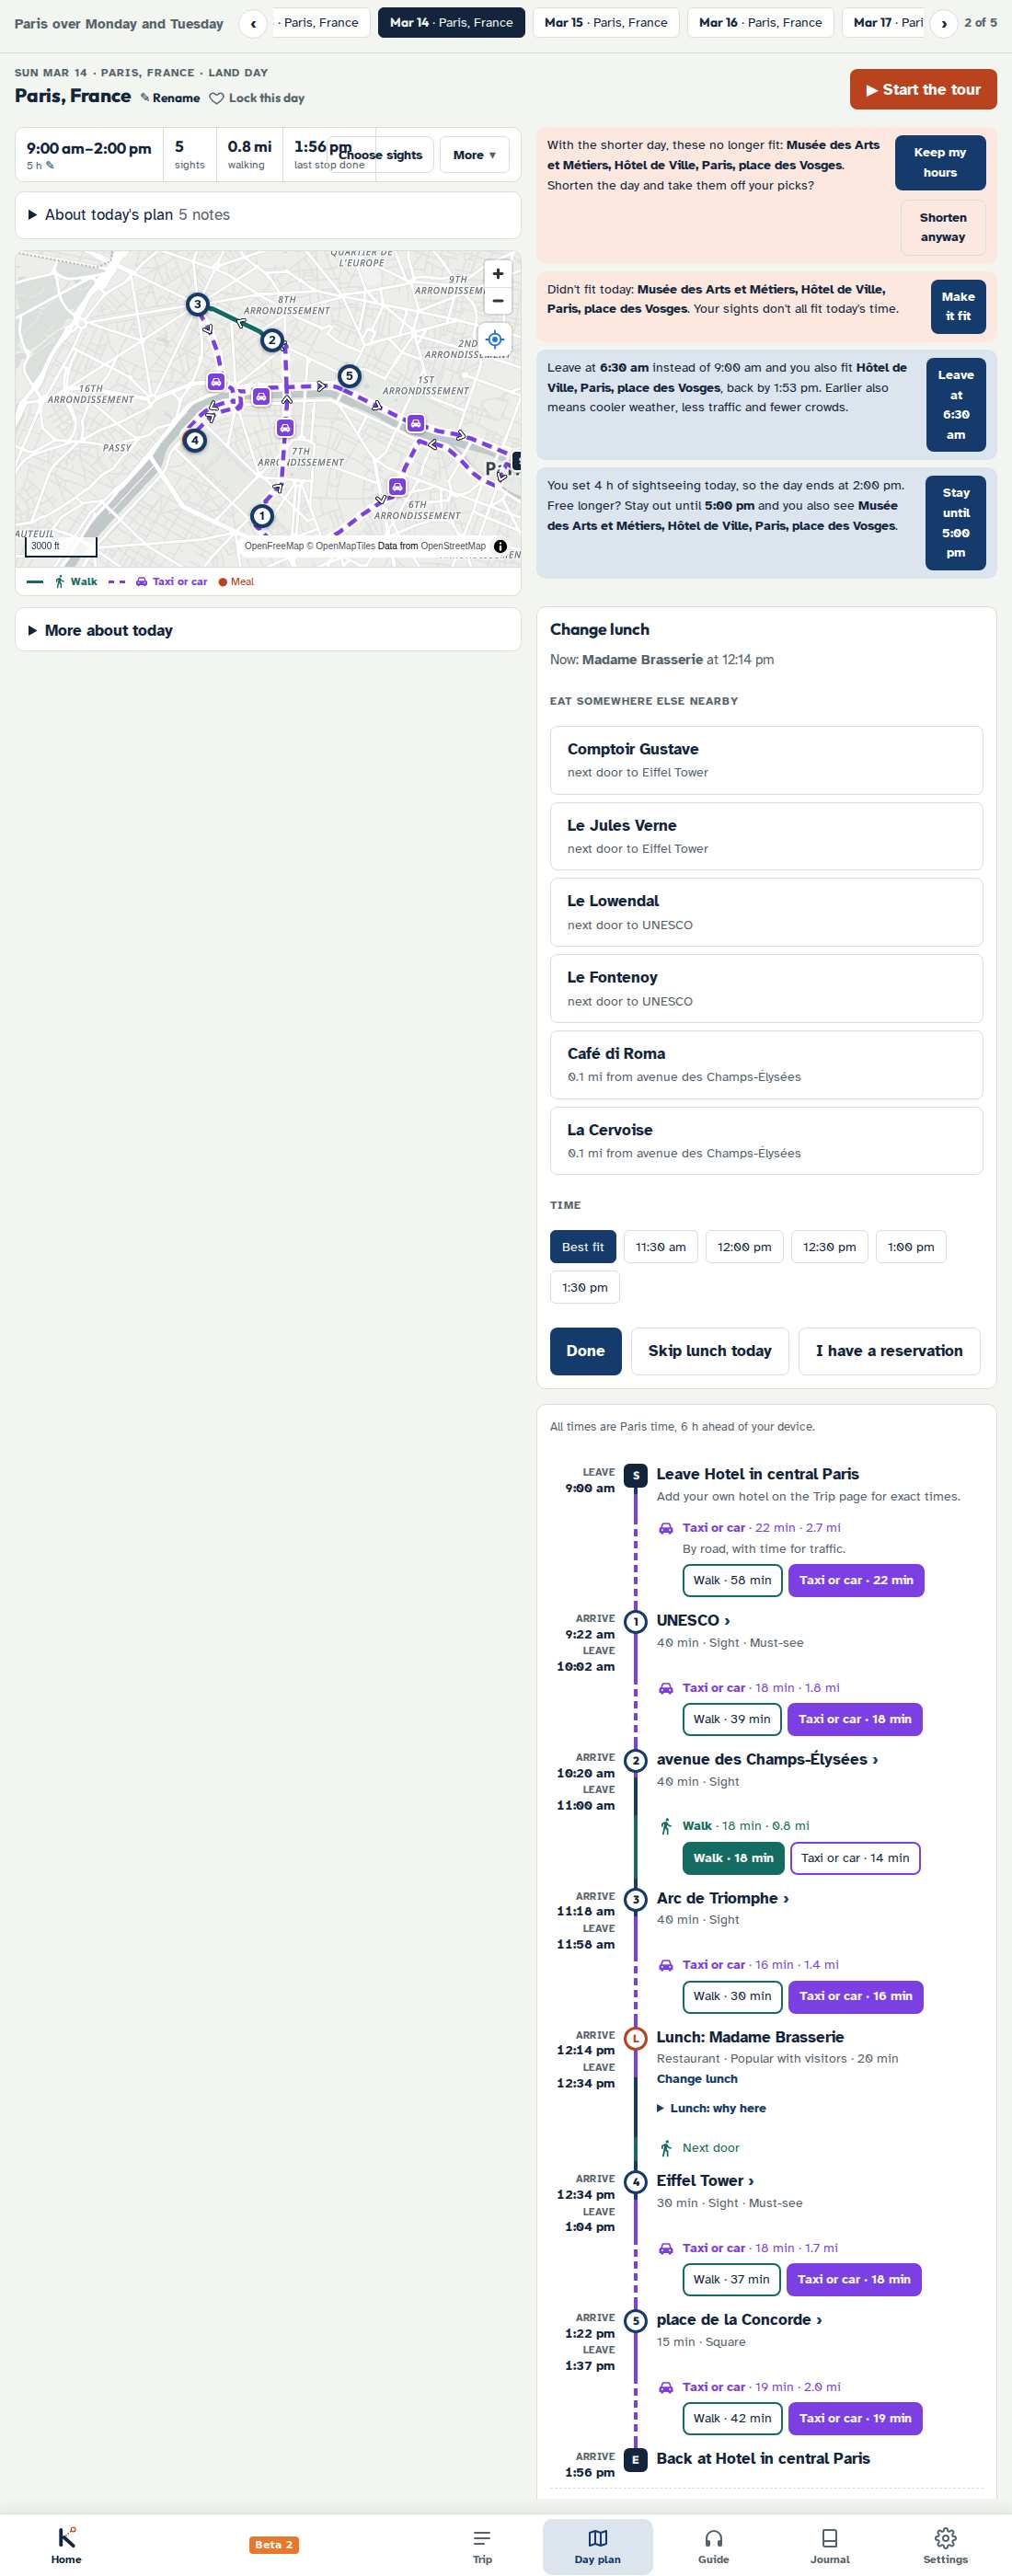 Paris over Monday and Tuesday
‹
· Paris, France
Mar 14 · Paris, France
Mar 15 · Paris, France
Mar 16 · Paris, France
Mar 17 · Pari
›
2 of 5
SUN MAR 14 · PARIS, FRANCE · LAND DAY
Paris, France ✎ Rename Lock this day
▶ Start the tour
9:00 am–2:00 pm
5 h ✎
5
sights
0.8 mi
walking
1:56 pm
last stop done
Choose sights
More ▼
▶ About today's plan 5 notes
QUARTIER DE
L'EUROPE
9TH
8TH
ARRONDISSEMENT
2ND
1ST
ARRONDISSEMENT
16TH
ARRONDISSEMENT
PASSY
7TH
ARRONDISSEMENT
6TH
ARRONDISSEMENT
AUTEUIL
3
2
5
4
1
+
−
3000 ft
OpenFreeMap © OpenMapTiles Data from OpenStreetMap
Walk
Taxi or car
Meal
▶ More about today
With the shorter day, these no longer fit: Musée des Arts
et Métiers, Hôtel de Ville, Paris, place des Vosges.
Shorten the day and take them off your picks?
Keep my
hours
Shorten
anyway
Didn't fit today: Musée des Arts et Métiers, Hôtel de Ville,
Paris, place des Vosges. Your sights don't all fit today's time.
Make
it fit
Leave at 6:30 am instead of 9:00 am and you also fit Hôtel de
Ville, Paris, place des Vosges, back by 1:53 pm. Earlier also
means cooler weather, less traffic and fewer crowds.
Leave
at
6:30
am
You set 4 h of sightseeing today, so the day ends at 2:00 pm.
Free longer? Stay out until 5:00 pm and you also see Musée
des Arts et Métiers, Hôtel de Ville, Paris, place des Vosges.
Stay
until
5:00
pm
Change lunch
Now: Madame Brasserie at 12:14 pm
EAT SOMEWHERE ELSE NEARBY
Comptoir Gustave
next door to Eiffel Tower
Le Jules Verne
next door to Eiffel Tower
Le Lowendal
next door to UNESCO
Le Fontenoy
next door to UNESCO
Café di Roma
0.1 mi from avenue des Champs-Élysées
La Cervoise
0.1 mi from avenue des Champs-Élysées
TIME
Best fit
11:30 am
12:00 pm
12:30 pm
1:00 pm
1:30 pm
Done
Skip lunch today
I have a reservation
All times are Paris time, 6 h ahead of your device.
LEAVE
9:00 am
S
Leave Hotel in central Paris
Add your own hotel on the Trip page for exact times.
Taxi or car · 22 min · 2.7 mi
By road, with time for traffic.
Walk · 58 min
Taxi or car · 22 min
ARRIVE
9:22 am
LEAVE
10:02 am
1
UNESCO ›
40 min · Sight · Must-see
Taxi or car · 18 min · 1.8 mi
Walk · 39 min
Taxi or car · 18 min
ARRIVE
10:20 am
LEAVE
11:00 am
2
avenue des Champs-Élysées ›
40 min · Sight
Walk · 18 min · 0.8 mi
Walk · 18 min
Taxi or car · 14 min
ARRIVE
11:18 am
LEAVE
11:58 am
3
Arc de Triomphe ›
40 min · Sight
Taxi or car · 16 min · 1.4 mi
Walk · 30 min
Taxi or car · 16 min
ARRIVE
12:14 pm
LEAVE
12:34 pm
L
Lunch: Madame Brasserie
Restaurant · Popular with visitors · 20 min
Change lunch
▶ Lunch: why here
Next door
ARRIVE
12:34 pm
LEAVE
1:04 pm
4
Eiffel Tower ›
30 min · Sight · Must-see
Taxi or car · 18 min · 1.7 mi
Walk · 37 min
Taxi or car · 18 min
ARRIVE
1:22 pm
LEAVE
1:37 pm
5
place de la Concorde ›
15 min · Square
Taxi or car · 19 min · 2.0 mi
Walk · 42 min
Taxi or car · 19 min
ARRIVE
1:56 pm
E
Back at Hotel in central Paris
Home
Beta 2
Trip
Day plan
Guide
Journal
Settings